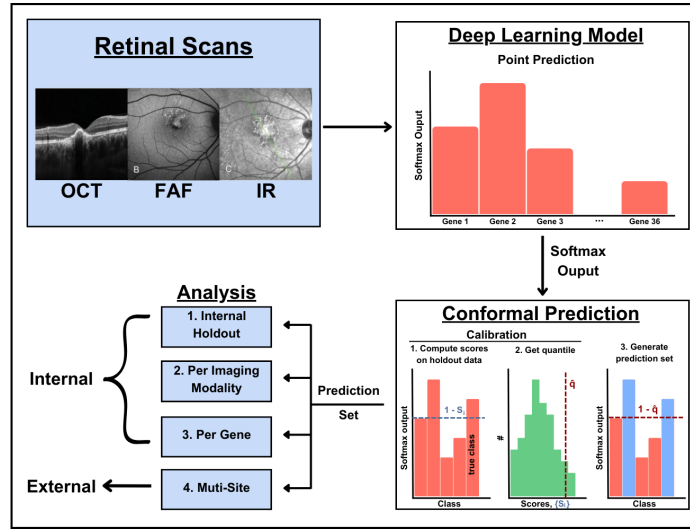 Retinal Scans
B
C
OCT
FAF
IR
Deep Learning Model
Point Prediction
Softmax Ouput
Gene 1
Gene 2
Gene 3
...
Gene 36
Softmax
Ouput
Conformal Prediction
Calibration
1. Compute scores
on holdout data
2. Get quantile
3. Generate
prediction set
Softmax output
1 - Sᵢ
true class
Class
#
q̂
Scores, {Sᵢ}
Softmax output
1 - q̂
Class
Prediction
Set
Analysis
1. Internal
Holdout
2. Per Imaging
Modality
3. Per Gene
4. Muti-Site
Internal
External